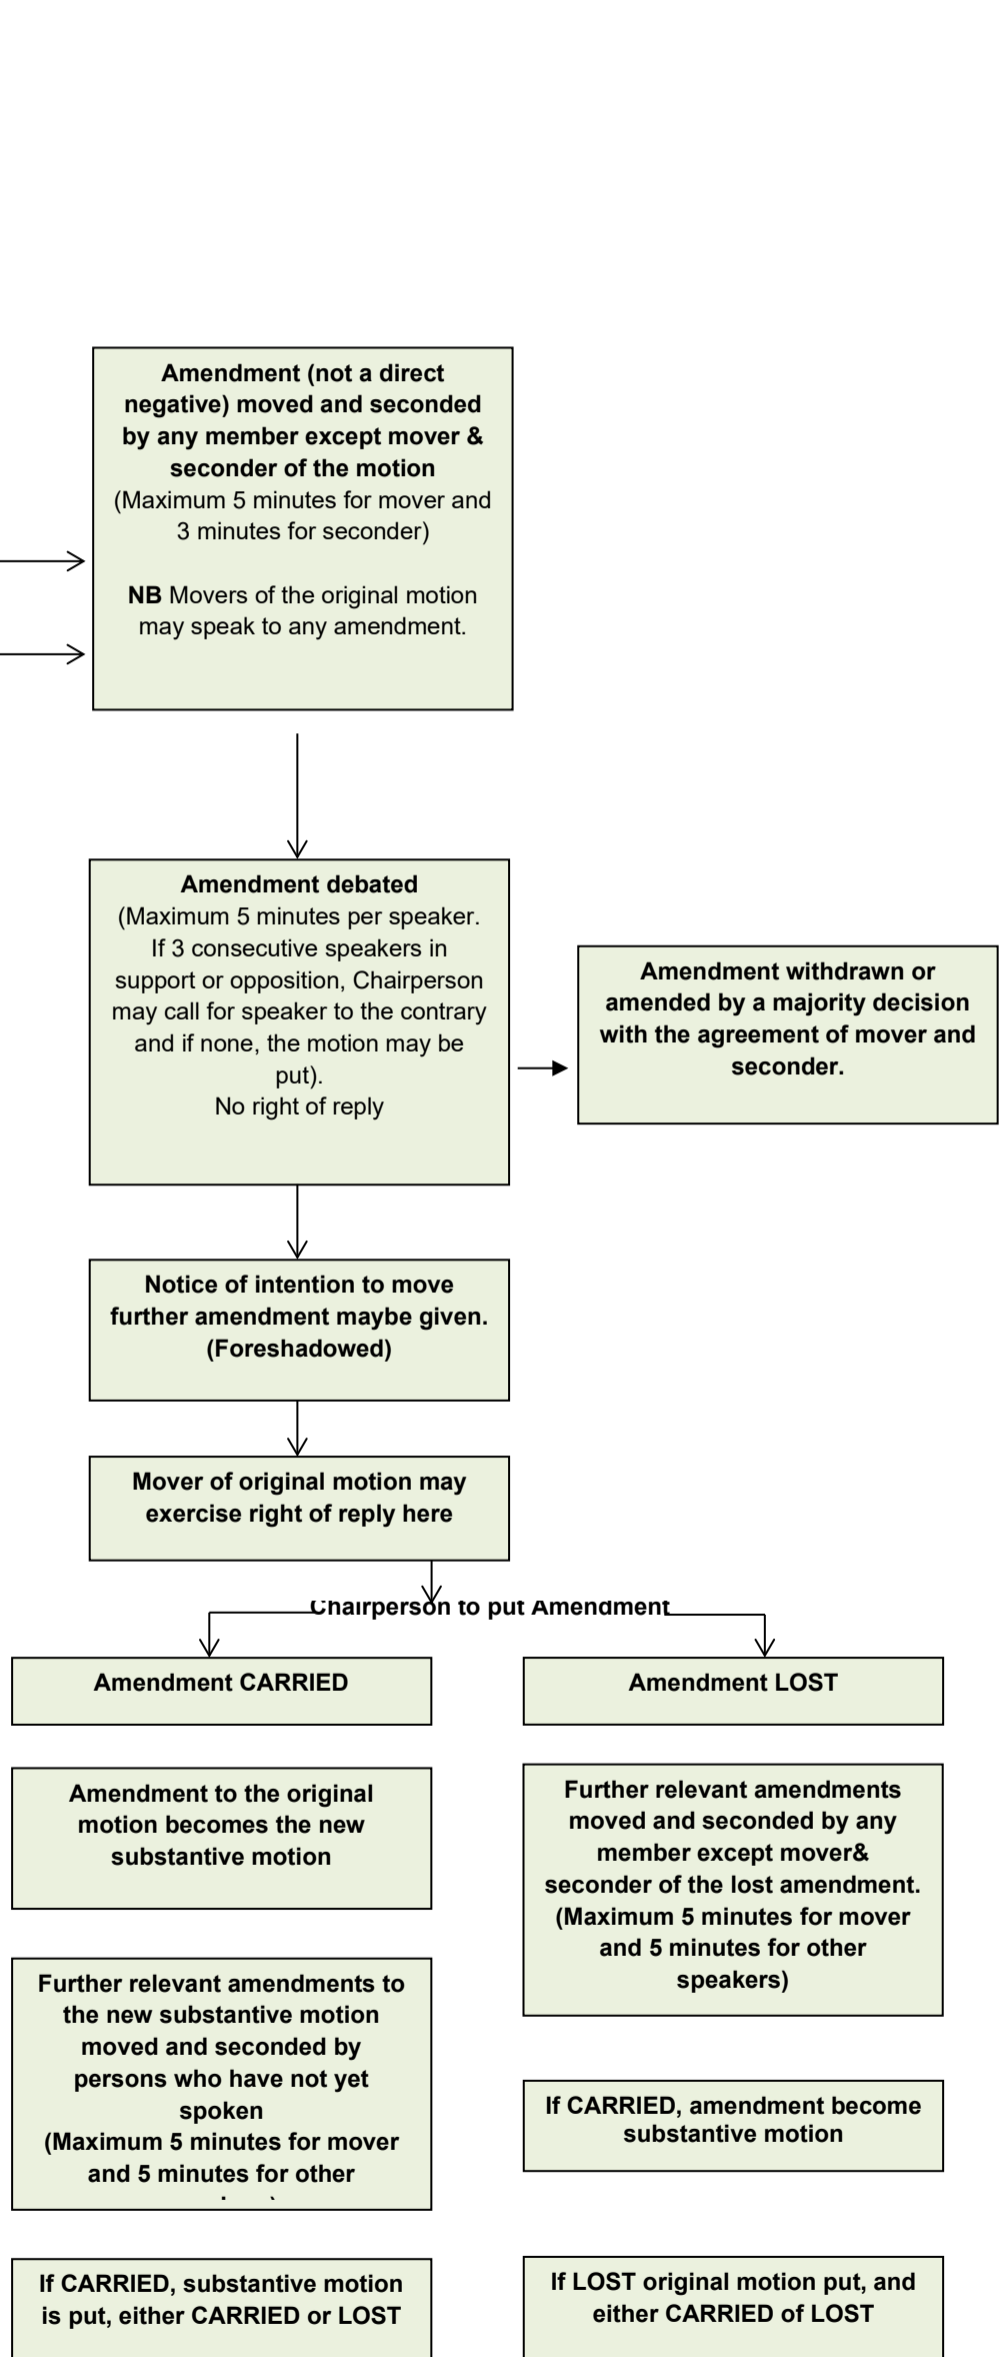 Amendment (not a direct
negative) moved and seconded
by any member except mover &
seconder of the motion
(Maximum 5 minutes for mover and
3 minutes for seconder)
NB Movers of the original motion
may speak to any amendment.
Amendment debated
(Maximum 5 minutes per speaker.
If 3 consecutive speakers in
support or opposition, Chairperson
may call for speaker to the contrary
and if none, the motion may be
put).
No right of reply
Amendment withdrawn or
amended by a majority decision
with the agreement of mover and
seconder.
Notice of intention to move
further amendment maybe given.
(Foreshadowed)
Mover of original motion may
exercise right of reply here
Chairperson to put Amendment
Amendment CARRIED
Amendment LOST
Amendment to the original
motion becomes the new
substantive motion
Further relevant amendments to
the new substantive motion
moved and seconded by
persons who have not yet
spoken
(Maximum 5 minutes for mover
and 5 minutes for other
If CARRIED, substantive motion
is put, either CARRIED or LOST
Further relevant amendments
moved and seconded by any
member except mover&
seconder of the lost amendment.
(Maximum 5 minutes for mover
and 5 minutes for other
speakers)
If CARRIED, amendment become
substantive motion
If LOST original motion put, and
either CARRIED of LOST